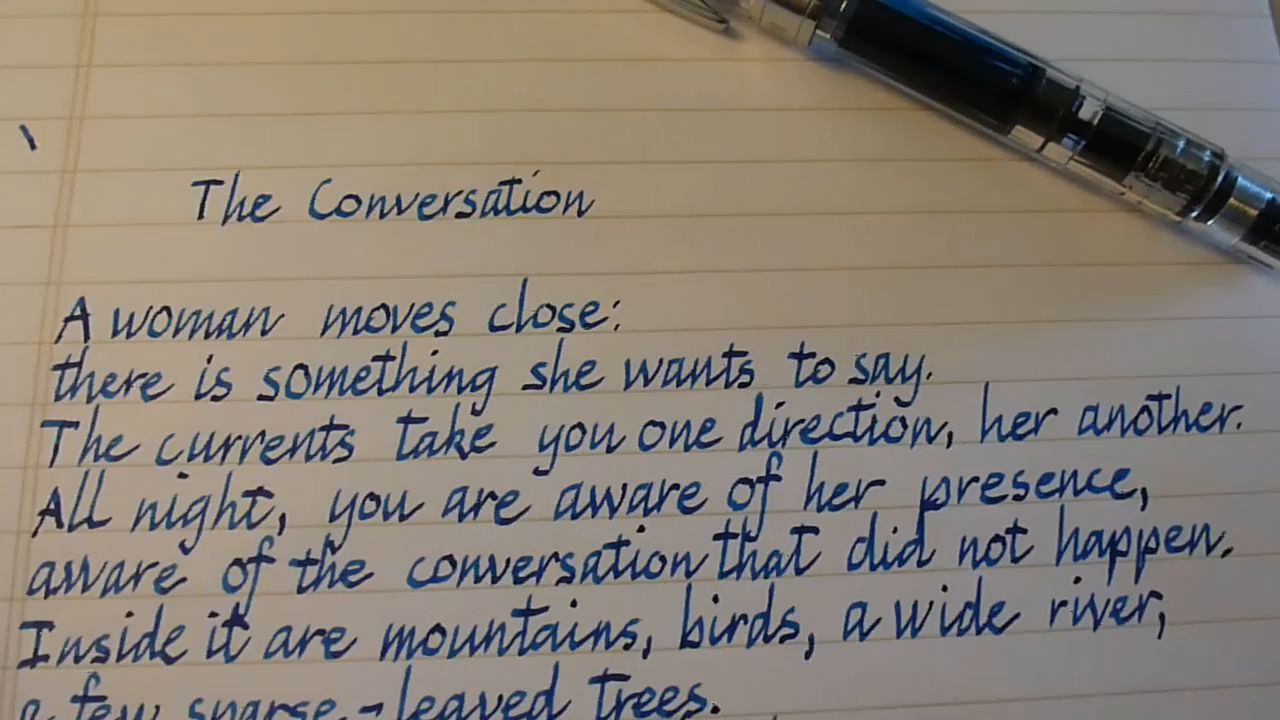 The Conversation
A woman moves close:
there is something she wants to say.
The currents take you one direction, her another.
All night, you are aware of her presence,
aware of the conversation that did not happen.
Inside it are mountains, birds, a wide river,
a few sparse-leaved trees.